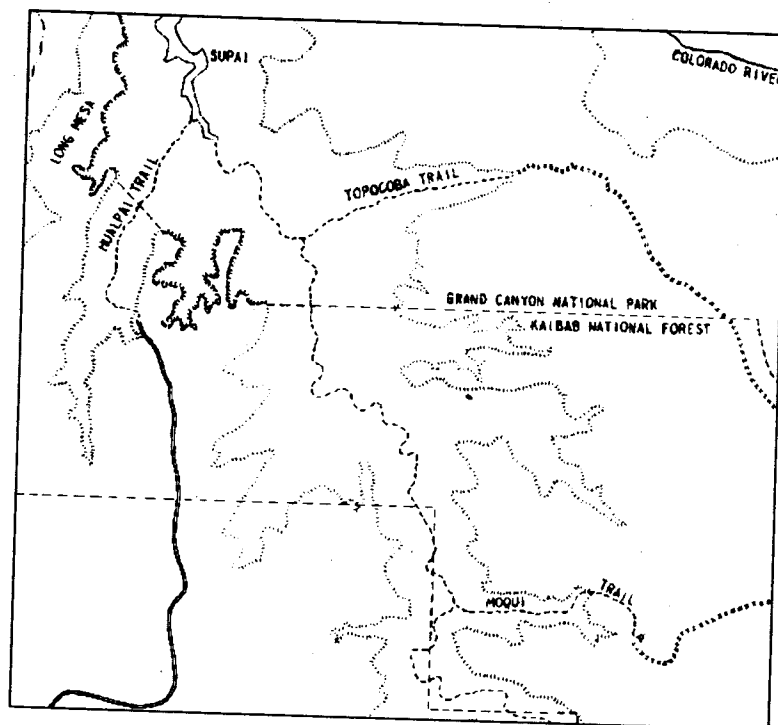 SUPAI
COLORADO RIVER
LONG MESA
HUALPAI TRAIL
TOPOCOBA TRAIL
GRAND CANYON NATIONAL PARK
KAIBAB NATIONAL FOREST
MOQUI TRAIL